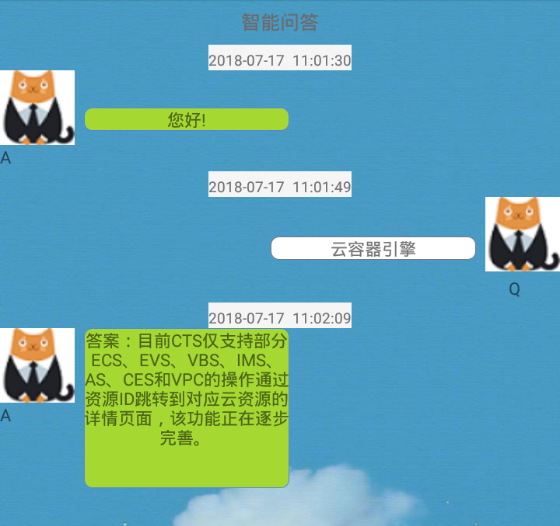 智能问答
2018-07-17 11:01:30
您好!
A
2018-07-17 11:01:49
云容器引擎
Q
2018-07-17 11:02:09
答案：目前CTS仅支持部分
ECS、EVS、VBS、IMS、
AS、CES和VPC的操作通过
资源ID跳转到对应云资源的
详情页面，该功能正在逐步
完善。
A